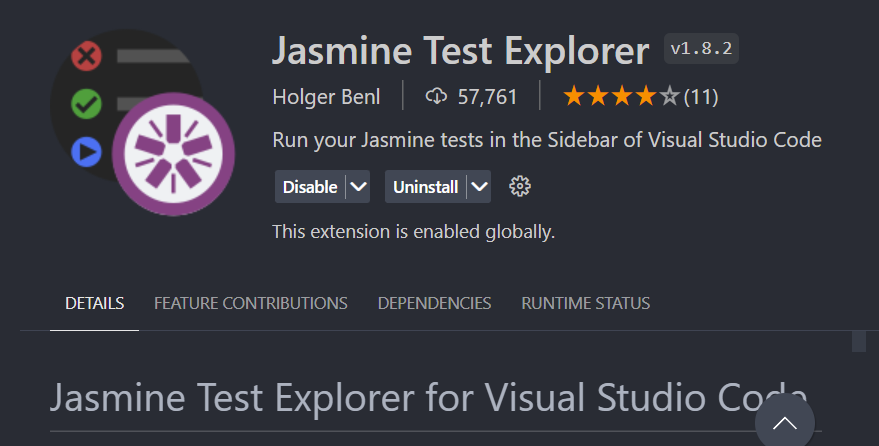 Jasmine Test Explorer v1.8.2
Holger Benl 57,761 (11)
Run your Jasmine tests in the Sidebar of Visual Studio Code
Disable Uninstall
This extension is enabled globally.
DETAILS FEATURE CONTRIBUTIONS DEPENDENCIES RUNTIME STATUS
Jasmine Test Explorer for Visual Studio Code